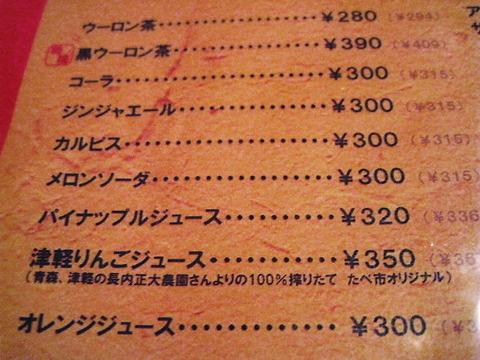 ウーロン茶・・・・・・・・・・・・・・¥280（¥294）
黒ウーロン茶・・・・・・・・・・・・¥390（¥409）
コーラ・・・・・・・・・・・・・・・・・・¥300（¥315）
ジンジャエール・・・・・・・・・・・・¥300（¥315）
カルピス・・・・・・・・・・・・・・・・¥300（¥315）
メロンソーダ・・・・・・・・・・・・・・¥300（¥315）
パイナップルジュース・・・・・・・・・・¥320（¥336
津軽りんごジュース・・・・・・・・・・・¥350（¥36
（青森、津軽の長内正大農園さんよりの100％搾りたて たべ市オリジナル）
オレンジジュース・・・・・・・・・・・・¥300（¥3